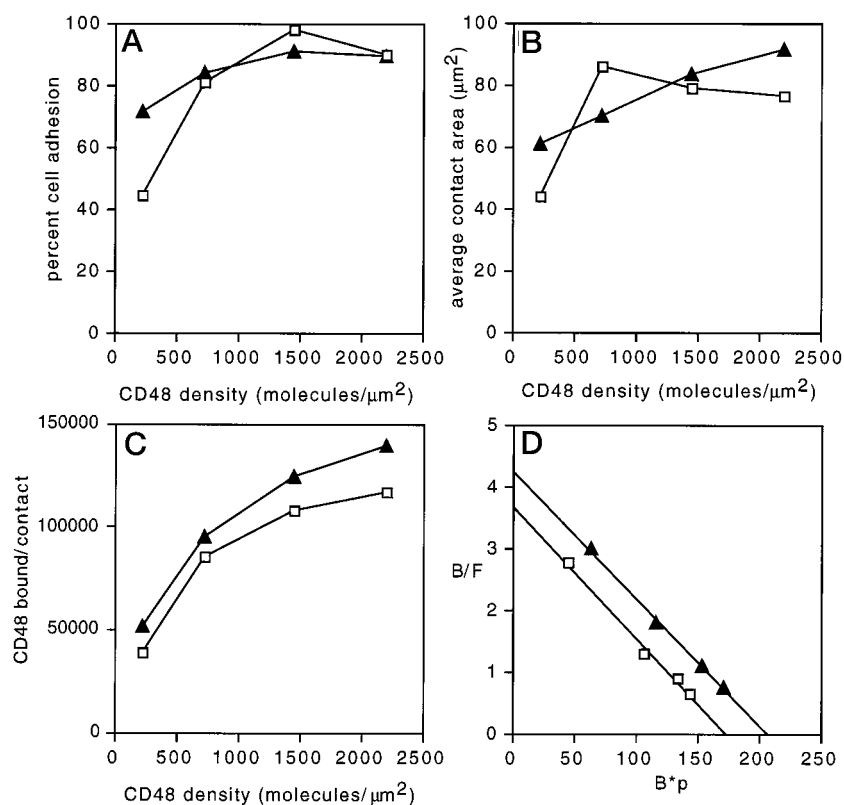 A
percent cell adhesion
100
80
60
40
20
0
0 500 1000 1500 2000 2500
CD48 density (molecules/μm²)
B
average contact area (μm²)
100
80
60
40
20
0
0 500 1000 1500 2000 2500
CD48 density (molecules/μm²)
C
CD48 bound/contact
150000
100000
50000
0
0 500 1000 1500 2000 2500
CD48 density (molecules/μm²)
D
B/F
5
4
3
2
1
0
0 50 100 150 200 250
B*p